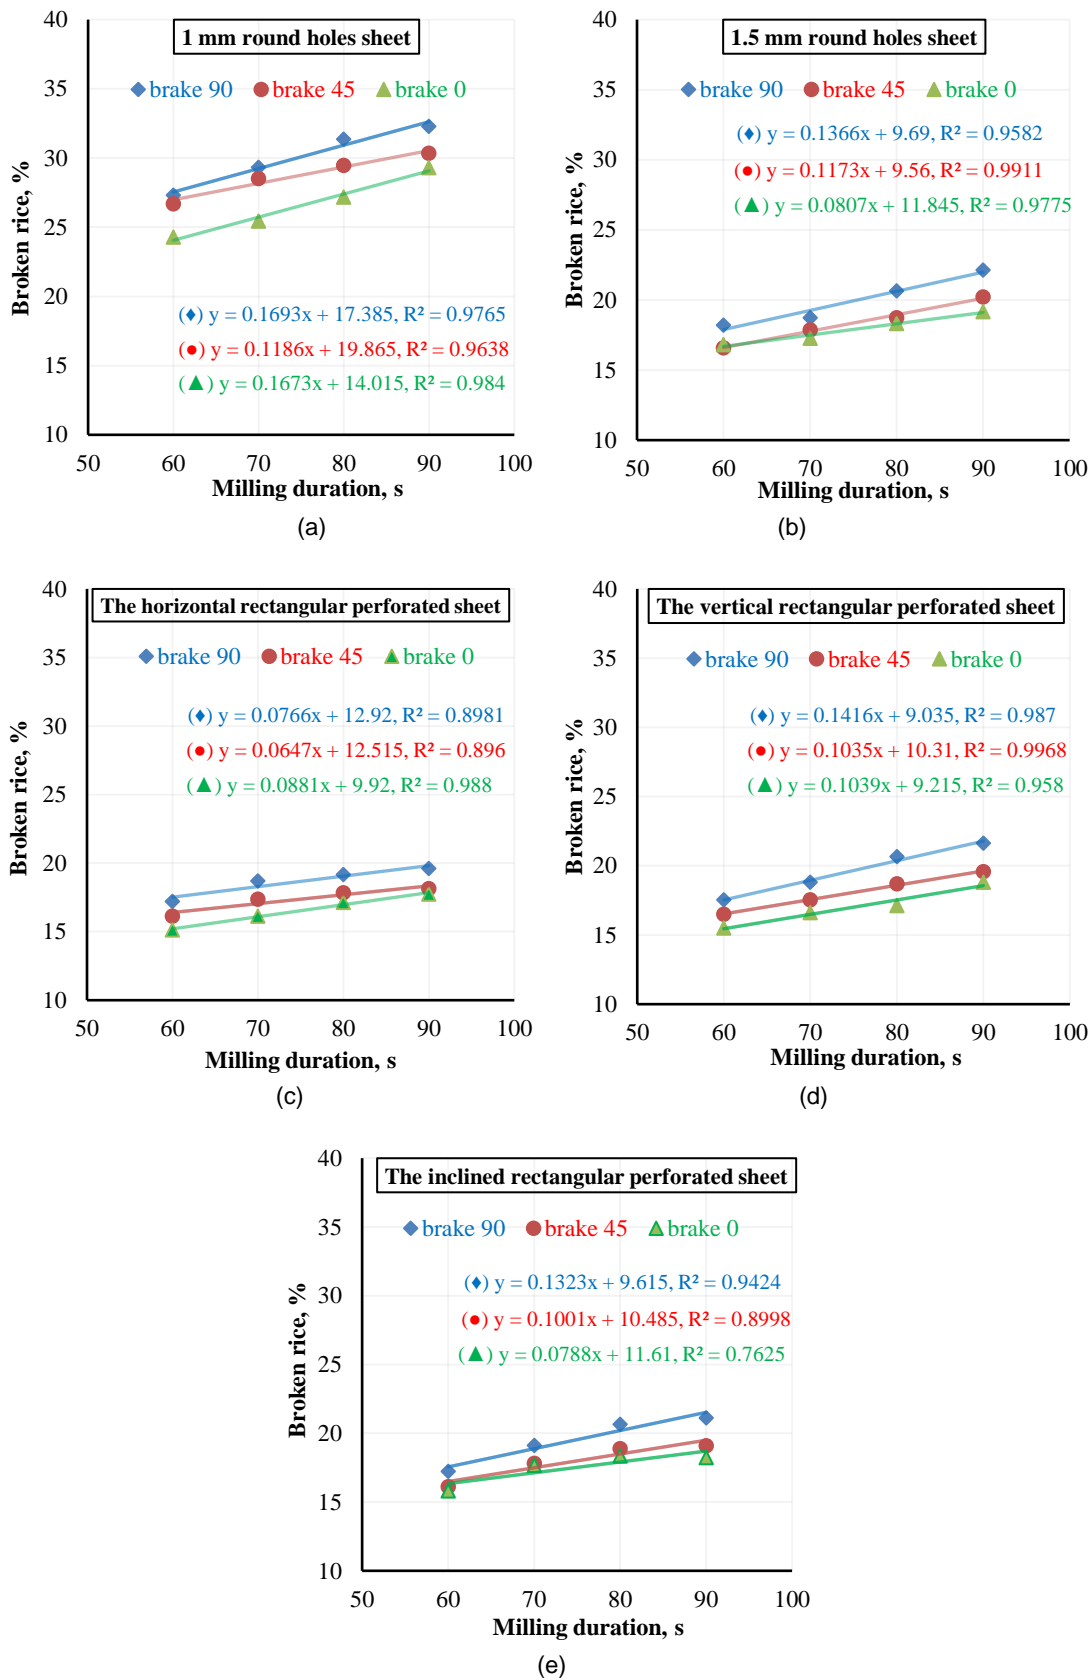 1 mm round holes sheet
brake 90 brake 45 brake 0
40
35
30
25
20
15
10
Broken rice, %
(♦) y = 0.1693x + 17.385, R² = 0.9765
(●) y = 0.1186x + 19.865, R² = 0.9638
(▲) y = 0.1673x + 14.015, R² = 0.984
50 60 70 80 90 100
Milling duration, s
(a)
1.5 mm round holes sheet
brake 90 brake 45 brake 0
(♦) y = 0.1366x + 9.69, R² = 0.9582
(●) y = 0.1173x + 9.56, R² = 0.9911
(▲) y = 0.0807x + 11.845, R² = 0.9775
40
35
30
25
20
15
10
Broken rice, %
50 60 70 80 90 100
Milling duration, s
(b)
The horizontal rectangular perforated sheet
brake 90 brake 45 brake 0
(♦) y = 0.0766x + 12.92, R² = 0.8981
(●) y = 0.0647x + 12.515, R² = 0.896
(▲) y = 0.0881x + 9.92, R² = 0.988
40
35
30
25
20
15
10
Broken rice, %
50 60 70 80 90 100
Milling duration, s
(c)
The vertical rectangular perforated sheet
brake 90 brake 45 brake 0
(♦) y = 0.1416x + 9.035, R² = 0.987
(●) y = 0.1035x + 10.31, R² = 0.9968
(▲) y = 0.1039x + 9.215, R² = 0.958
40
35
30
25
20
15
10
Broken rice, %
50 60 70 80 90 100
Milling duration, s
(d)
The inclined rectangular perforated sheet
brake 90 brake 45 brake 0
(♦) y = 0.1323x + 9.615, R² = 0.9424
(●) y = 0.1001x + 10.485, R² = 0.8998
(▲) y = 0.0788x + 11.61, R² = 0.7625
40
35
30
25
20
15
10
Broken rice, %
50 60 70 80 90 100
Milling duration, s
(e)